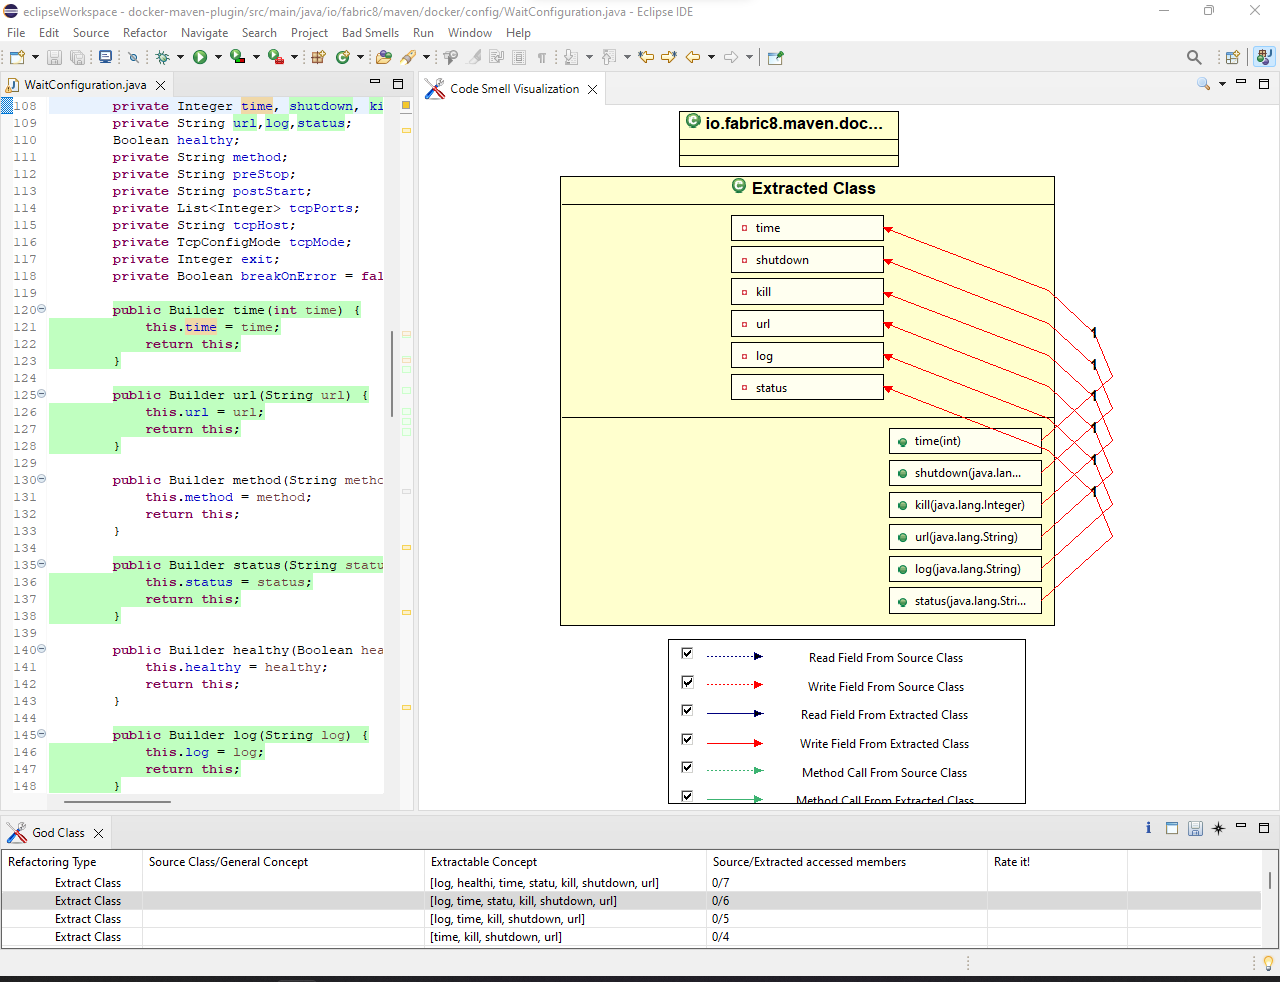 eclipseWorkspace - docker-maven-plugin/src/main/java/io/fabric8/maven/docker/config/WaitConfiguration.java - Eclipse IDE
File Edit Source Refactor Navigate Search Project Bad Smells Run Window Help
WaitConfiguration.java
108 private Integer time, shutdown, ki
109 private String url,log,status;
110 Boolean healthy;
111 private String method;
112 private String preStop;
113 private String postStart;
114 private List<Integer> tcpPorts;
115 private String tcpHost;
116 private TcpConfigMode tcpMode;
117 private Integer exit;
118 private Boolean breakOnError = fal
119
120 public Builder time(int time) {
121 this.time = time;
122 return this;
123 }
124
125 public Builder url(String url) {
126 this.url = url;
127 return this;
128 }
129
130 public Builder method(String metho
131 this.method = method;
132 return this;
133 }
134
135 public Builder status(String statu
136 this.status = status;
137 return this;
138 }
139
140 public Builder healthy(Boolean hea
141 this.healthy = healthy;
142 return this;
143 }
144
145 public Builder log(String log) {
146 this.log = log;
147 return this;
148 }
Code Smell Visualization
io.fabric8.maven.doc...
Extracted Class
time
shutdown
kill
url
log
status
time(int)
shutdown(java.lan...
kill(java.lang.Integer)
url(java.lang.String)
log(java.lang.String)
status(java.lang.Stri...
1
1
1
1
1
1
Read Field From Source Class
Write Field From Source Class
Read Field From Extracted Class
Write Field From Extracted Class
Method Call From Source Class
Method Call From Extracted Class
God Class
Refactoring Type Source Class/General Concept Extractable Concept Source/Extracted accessed members Rate it!
Extract Class [log, healthi, time, statu, kill, shutdown, url] 0/7
Extract Class [log, time, statu, kill, shutdown, url] 0/6
Extract Class [log, time, kill, shutdown, url] 0/5
Extract Class [time, kill, shutdown, url] 0/4